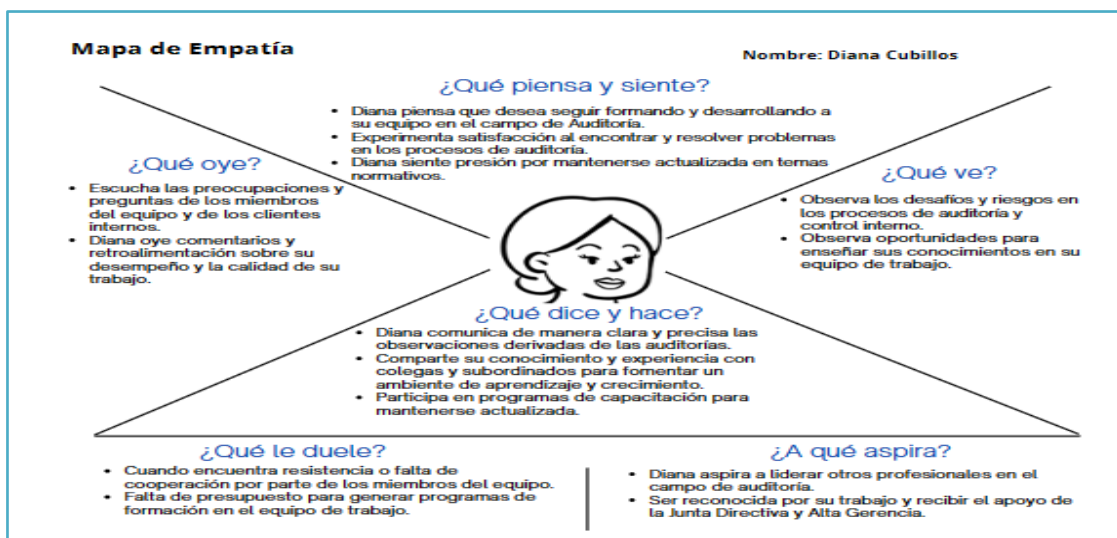 Mapa de Empatía
Nombre: Diana Cubillos
¿Qué piensa y siente?
• Diana piensa que desea seguir formando y desarrollando a
su equipo en el campo de Auditoría.
• Experimenta satisfacción al encontrar y resolver problemas
en los procesos de auditoría.
• Diana siente presión por mantenerse actualizada en temas
normativos.
¿Qué oye?
• Escucha las preocupaciones y
preguntas de los miembros
del equipo y de los clientes
internos.
• Diana oye comentarios y
retroalimentación sobre su
desempeño y la calidad de su
trabajo.
¿Qué ve?
• Observa los desafíos y riesgos en
los procesos de auditoría y
control interno.
• Observa oportunidades para
enseñar sus conocimientos en su
equipo de trabajo.
¿Qué dice y hace?
• Diana comunica de manera clara y precisa las
observaciones derivadas de las auditorías.
• Comparte su conocimiento y experiencia con
colegas y subordinados para fomentar un
ambiente de aprendizaje y crecimiento.
• Participa en programas de capacitación para
mantenerse actualizada.
¿Qué le duele?
• Cuando encuentra resistencia o falta de
cooperación por parte de los miembros del equipo.
• Falta de presupuesto para generar programas de
formación en el equipo de trabajo.
¿A qué aspira?
• Diana aspira a liderar otros profesionales en el
campo de auditoría.
• Ser reconocida por su trabajo y recibir el apoyo de
la Junta Directiva y Alta Gerencia.